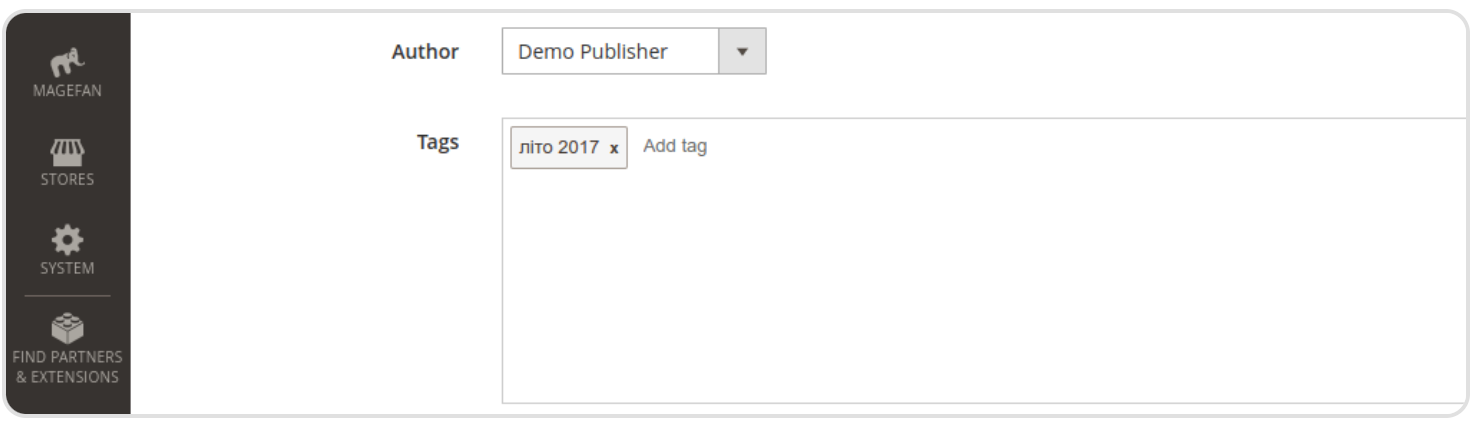 MAGEFAN
STORES
SYSTEM
FIND PARTNERS
& EXTENSIONS
Author Demo Publisher
Tags літо 2017 x Add tag